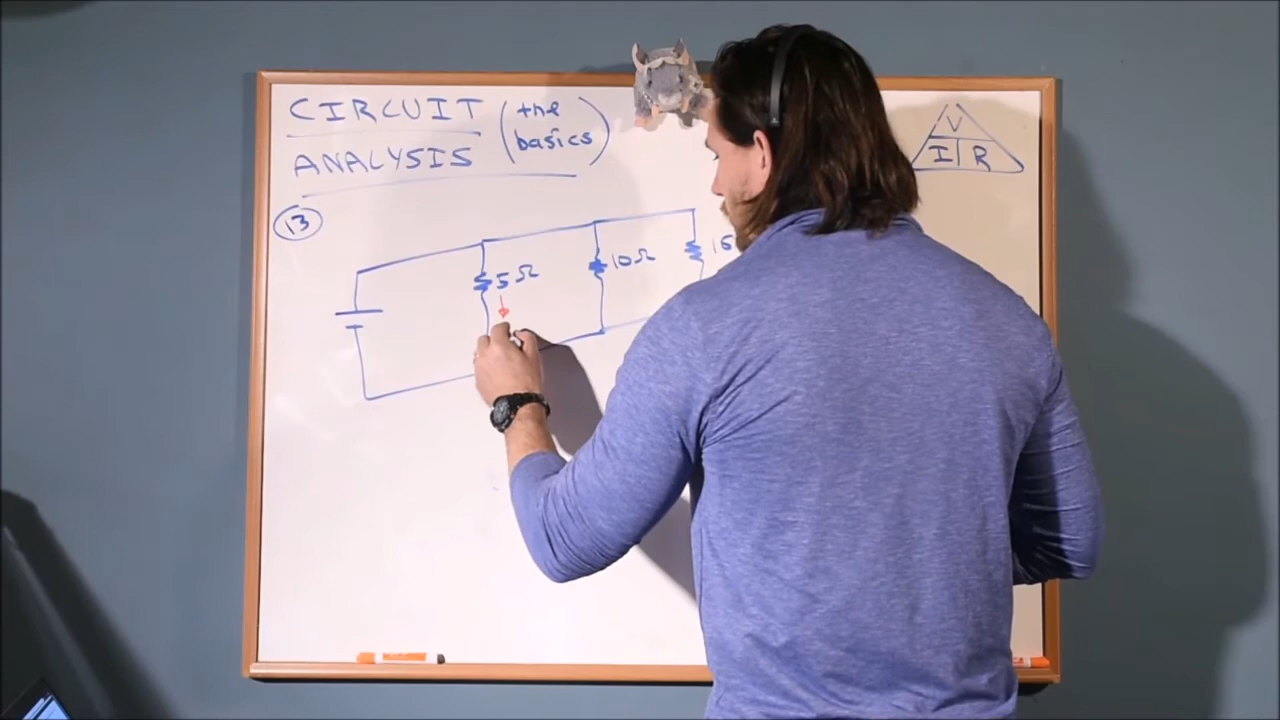 CIRCUIT (the
basics)
ANALYSIS
V
I R
13
5Ω
10Ω